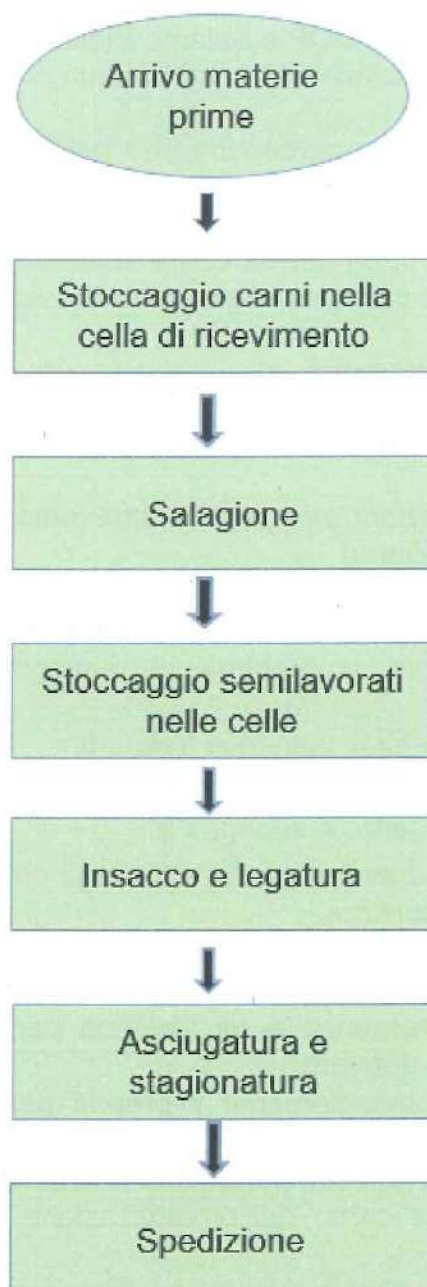 Arrivo materie
prime
Stoccaggio carni nella
cella di ricevimento
Salagione
Stoccaggio semilavorati
nelle celle
Insacco e legatura
Asciugatura e
stagionatura
Spedizione